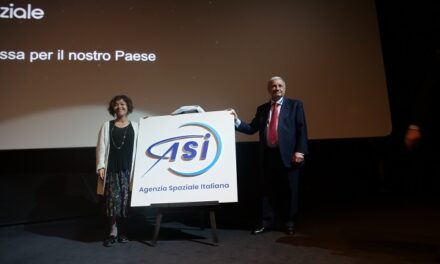 ziale
ssa per il nostro Paese
ASI
Agenzia Spaziale Italiana